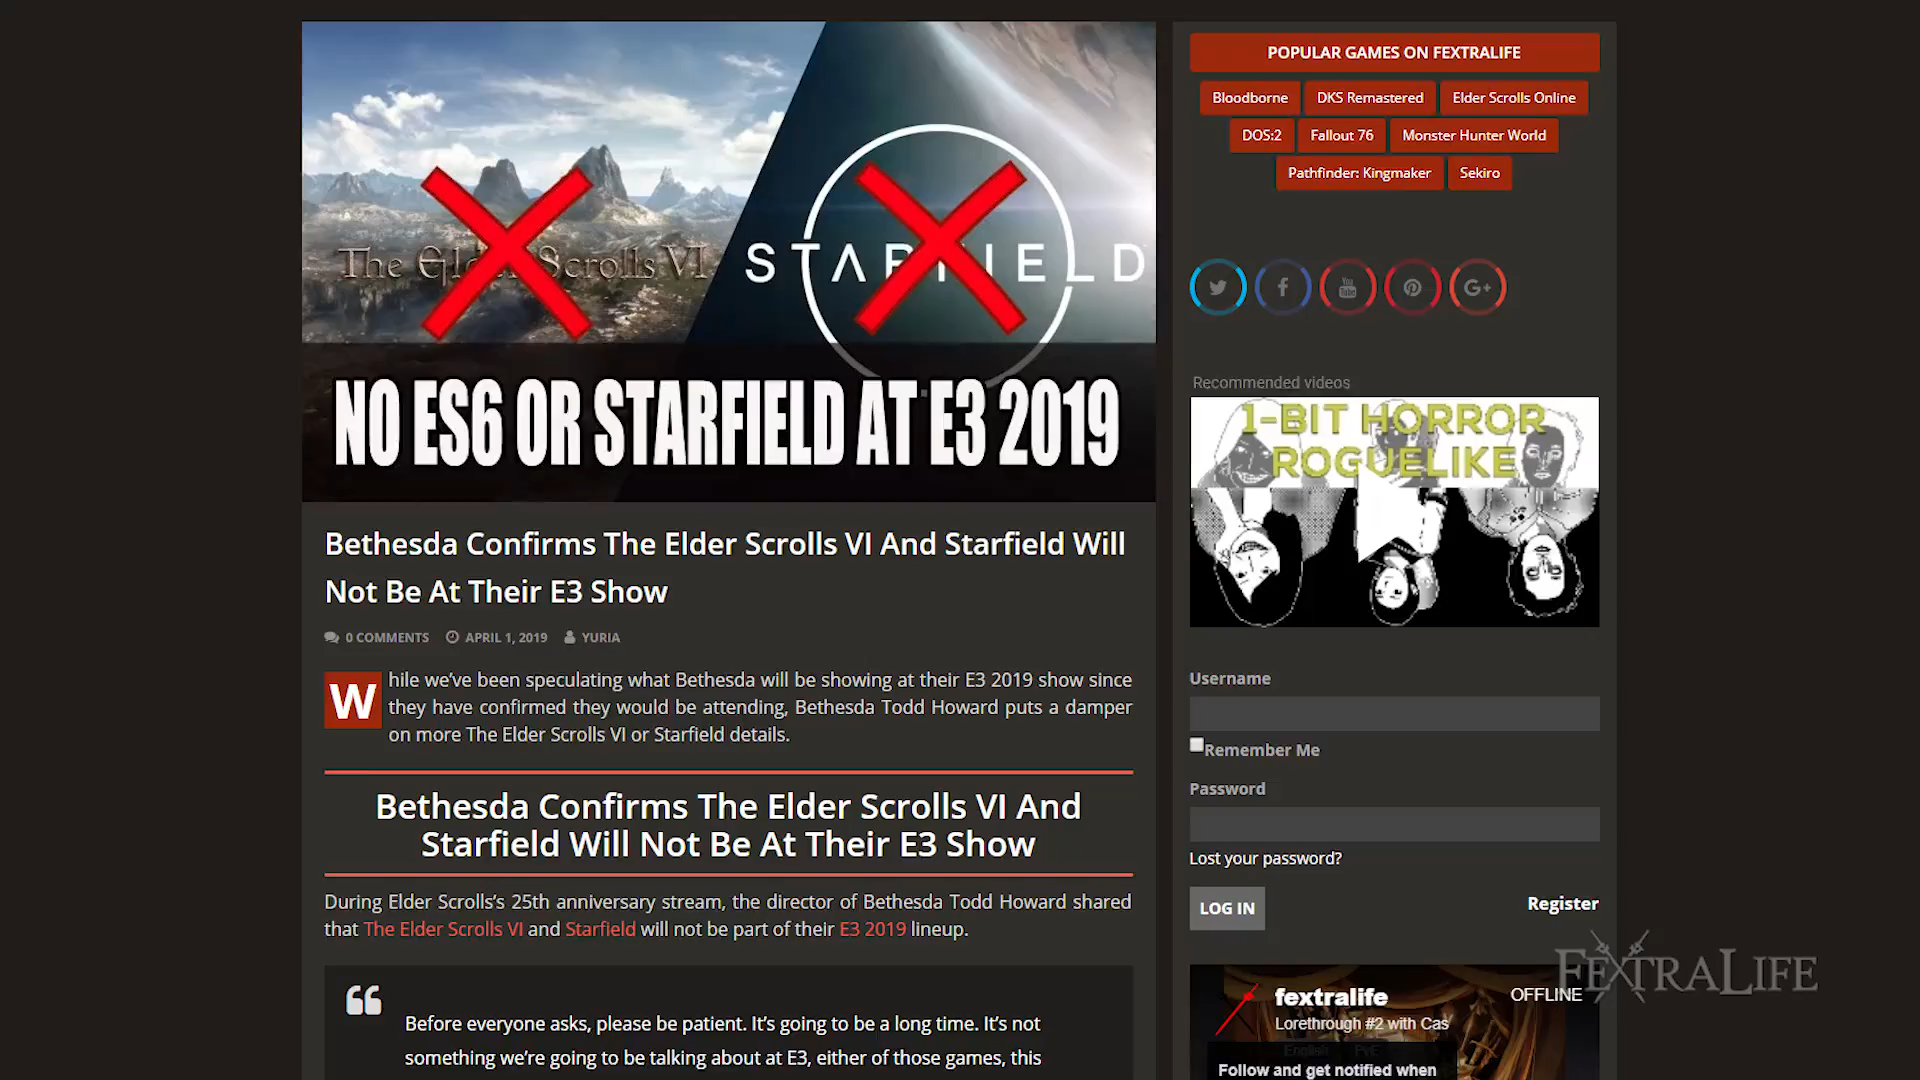 The Elder Scrolls VI
STARFIELD
NO ES6 OR STARFIELD AT E3 2019
Bethesda Confirms The Elder Scrolls VI And Starfield Will
Not Be At Their E3 Show
0 COMMENTS APRIL 1, 2019 YURIA
While we've been speculating what Bethesda will be showing at their E3 2019 show since
they have confirmed they would be attending, Bethesda Todd Howard puts a damper
on more The Elder Scrolls VI or Starfield details.
Bethesda Confirms The Elder Scrolls VI And
Starfield Will Not Be At Their E3 Show
During Elder Scrolls's 25th anniversary stream, the director of Bethesda Todd Howard shared
that The Elder Scrolls VI and Starfield will not be part of their E3 2019 lineup.
Before everyone asks, please be patient. It's going to be a long time. It's not
something we're going to be talking about at E3, either of those games, this
POPULAR GAMES ON FEXTRALIFE
Bloodborne DKS Remastered Elder Scrolls Online
DOS:2 Fallout 76 Monster Hunter World
Pathfinder: Kingmaker Sekiro
You
Tube
G+
Recommended videos
1-BIT HORROR
ROGUELIKE
Username
Remember Me
Password
Lost your password?
LOG IN Register
FEXTRALIFE
fextralife OFFLINE
Lorethrough #2 with Cas
English PvE
Follow and get notified when